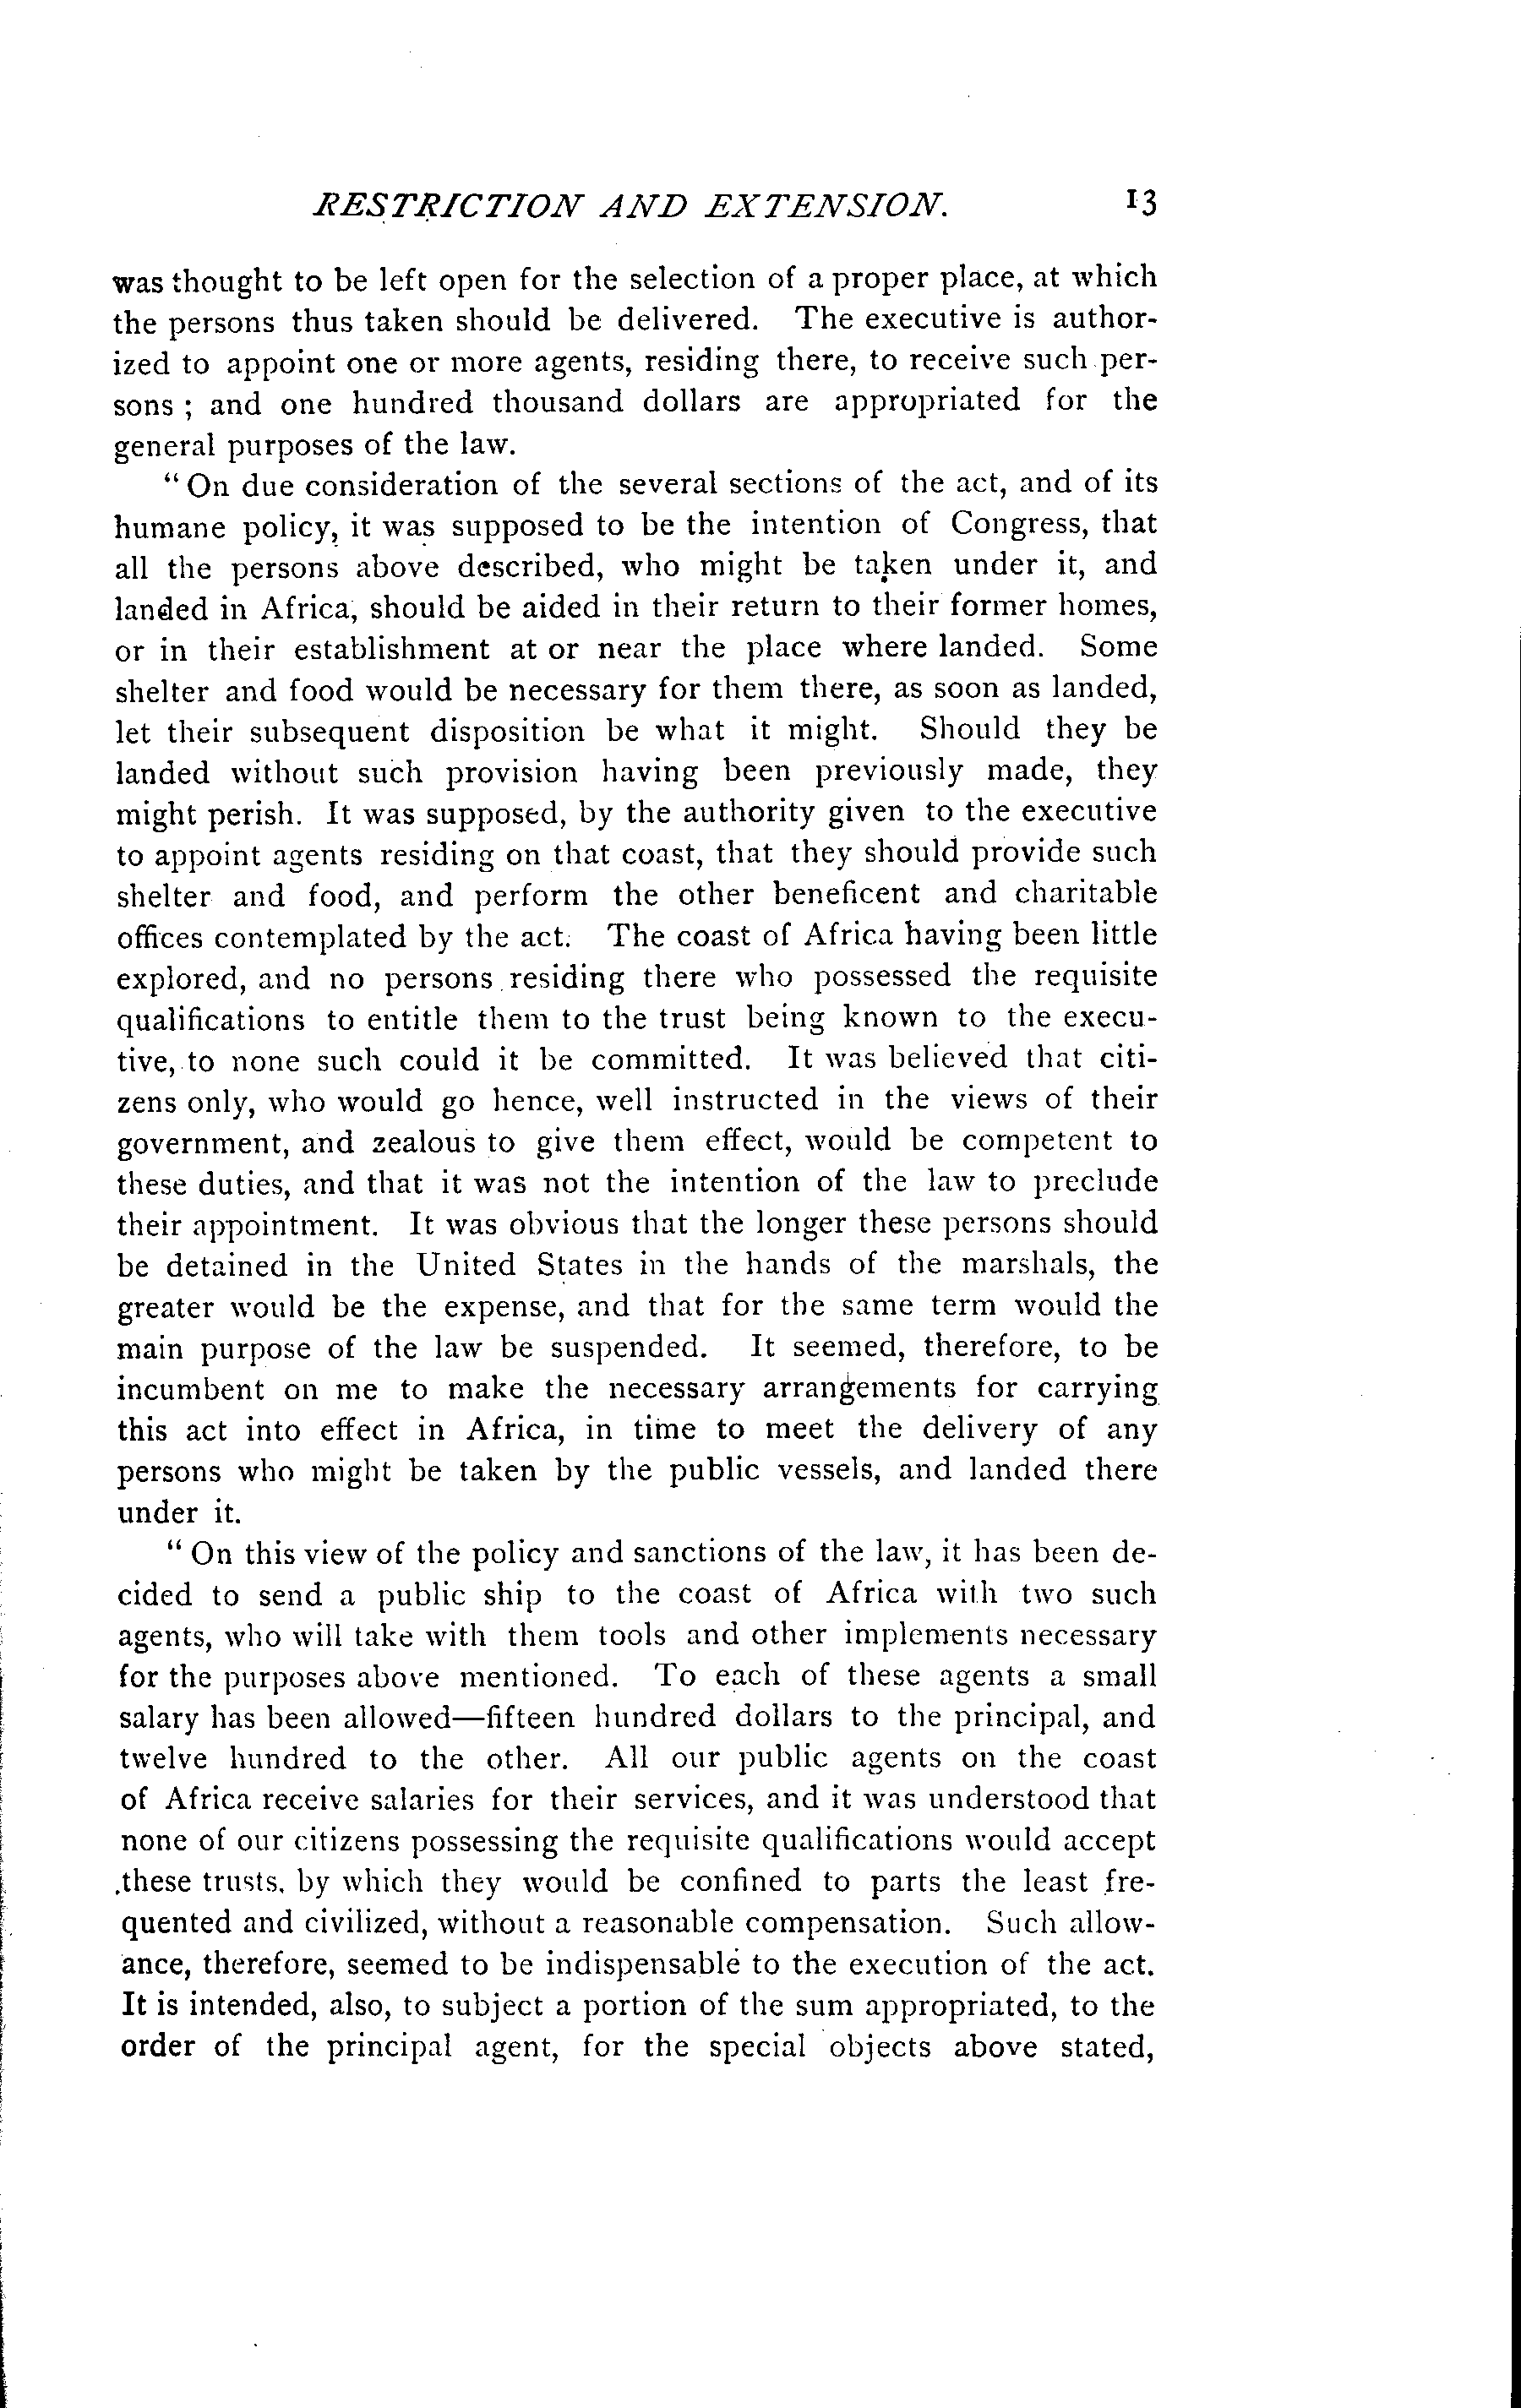 RESTRICTION AND EXTENSION. 13
was thought to be left open for the selection of a proper place, at which
the persons thus taken should be delivered. The executive is author-
ized to appoint one or more agents, residing there, to receive such per-
sons ; and one hundred thousand dollars are appropriated for the
general purposes of the law.
“ On due consideration of the several sections of the act, and of its
humane policy, it was supposed to be the intention of Congress, that
all the persons above described, who might be taken under it, and
landed in Africa, should be aided in their return to their former homes,
or in their establishment at or near the place where landed. Some
shelter and food would be necessary for them there, as soon as landed,
let their subsequent disposition be what it might. Should they be
landed without such provision having been previously made, they
might perish. It was supposed, by the authority given to the executive
to appoint agents residing on that coast, that they should provide such
shelter and food, and perform the other beneficent and charitable
offices contemplated by the act. The coast of Africa having been little
explored, and no persons residing there who possessed the requisite
qualifications to entitle them to the trust being known to the execu-
tive, to none such could it be committed. It was believed that citi-
zens only, who would go hence, well instructed in the views of their
government, and zealous to give them effect, would be competent to
these duties, and that it was not the intention of the law to preclude
their appointment. It was obvious that the longer these persons should
be detained in the United States in the hands of the marshals, the
greater would be the expense, and that for the same term would the
main purpose of the law be suspended. It seemed, therefore, to be
incumbent on me to make the necessary arrangements for carrying
this act into effect in Africa, in time to meet the delivery of any
persons who might be taken by the public vessels, and landed there
under it.
“ On this view of the policy and sanctions of the law, it has been de-
cided to send a public ship to the coast of Africa with two such
agents, who will take with them tools and other implements necessary
for the purposes above mentioned. To each of these agents a small
salary has been allowed—fifteen hundred dollars to the principal, and
twelve hundred to the other. All our public agents on the coast
of Africa receive salaries for their services, and it was understood that
none of our citizens possessing the requisite qualifications would accept
these trusts, by which they would be confined to parts the least fre-
quented and civilized, without a reasonable compensation. Such allow-
ance, therefore, seemed to be indispensable to the execution of the act.
It is intended, also, to subject a portion of the sum appropriated, to the
order of the principal agent, for the special objects above stated,